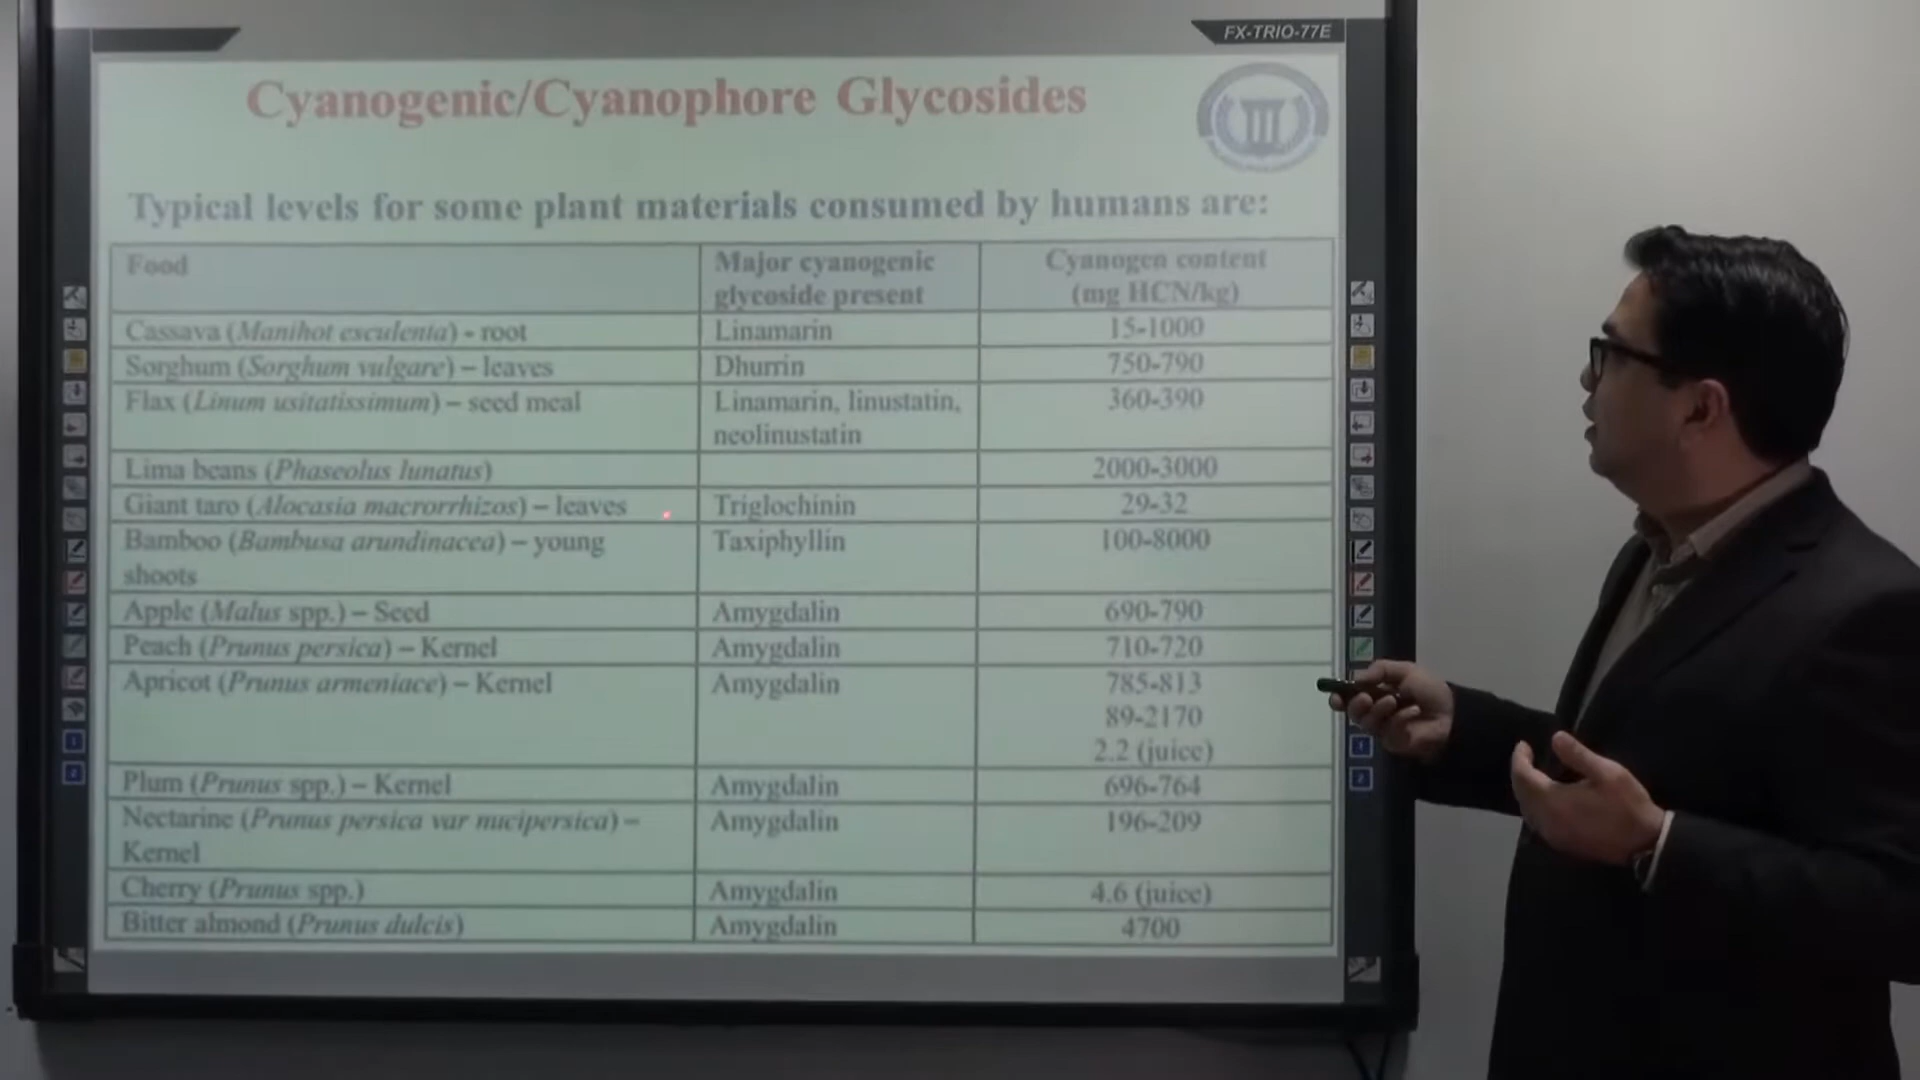 FX-TRIO-77E
Cyanogenic/Cyanophore Glycosides
Typical levels for some plant materials consumed by humans are:
Food Major cyanogenic glycoside present Cyanogen content (mg HCN/kg)
Cassava (Manihot esculenta) - root Linamarin 15-1000
Sorghum (Sorghum vulgare) – leaves Dhurrin 750-790
Flax (Linum usitatissimum) – seed meal Linamarin, linustatin, neolinustatin 360-390
Lima beans (Phaseolus lunatus) 2000-3000
Giant taro (Alocasia macrorrhizos) – leaves Triglochinin 29-32
Bamboo (Bambusa arundinacea) – young shoots Taxiphyllin 100-8000
Apple (Malus spp.) – Seed Amygdalin 690-790
Peach (Prunus persica) – Kernel Amygdalin 710-720
Apricot (Prunus armeniace) – Kernel Amygdalin 785-813
89-2170
2.2 (juice)
Plum (Prunus spp.) – Kernel Amygdalin 696-764
Nectarine (Prunus persica var nucipersica) – Kernel Amygdalin 196-209
Cherry (Prunus spp.) Amygdalin 4.6 (juice)
Bitter almond (Prunus dulcis) Amygdalin 4700
1
2
1
2